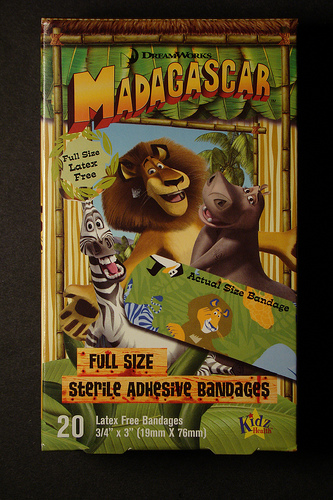 DREAMWORKS
MADAGASCAR
Full Size
Latex
Free
Actual Size Bandage
FULL SIZE
STERILE ADHESIVE BANDAGES
20
Latex Free Bandages
3/4" x 3" (19mm X 76mm)
Kidz
Health